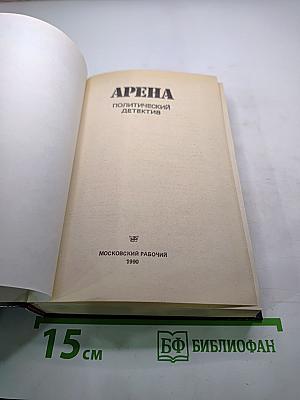 АРЕНА
ПОЛИТИЧЕСКИЙ
ДЕТЕКТИВ
МОСКОВСКИЙ РАБОЧИЙ
1990
15 см
БФ БИБЛИОФАН